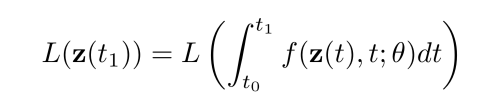 L(z(t₁)) = L(∫_{t₀}^{t₁} f(z(t), t; θ)dt)